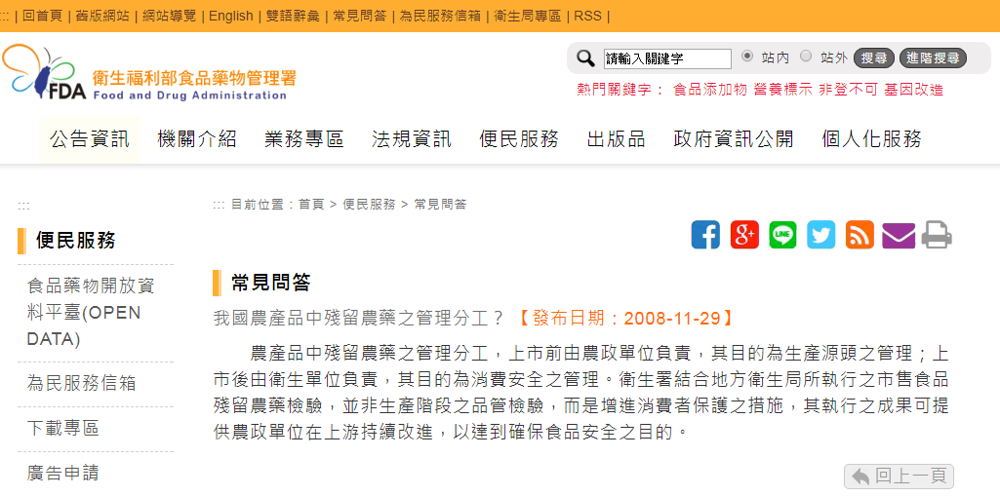 ::: | 回首頁 | 舊版網站 | 網站導覽 | English | 雙語辭彙 | 常見問答 | 為民服務信箱 | 衛生局專區 | RSS |
FDA 衛生福利部食品藥物管理署
Food and Drug Administration
請輸入關鍵字 站內 站外 搜尋 進階搜尋
熱門關鍵字： 食品添加物 營養標示 非登不可 基因改造
公告資訊 機關介紹 業務專區 法規資訊 便民服務 出版品 政府資訊公開 個人化服務
:::
便民服務
食品藥物開放資
料平臺(OPEN
DATA)
為民服務信箱
下載專區
廣告申請
::: 目前位置：首頁 > 便民服務 > 常見問答
g+ LINE
常見問答
我國農產品中殘留農藥之管理分工？ 【發布日期：2008-11-29】
農產品中殘留農藥之管理分工，上市前由農政單位負責，其目的為生產源頭之管理；上
市後由衛生單位負責，其目的為消費安全之管理。衛生署結合地方衛生局所執行之市售食品
殘留農藥檢驗，並非生產階段之品管檢驗，而是增進消費者保護之措施，其執行之成果可提
供農政單位在上游持續改進，以達到確保食品安全之目的。
回上一頁